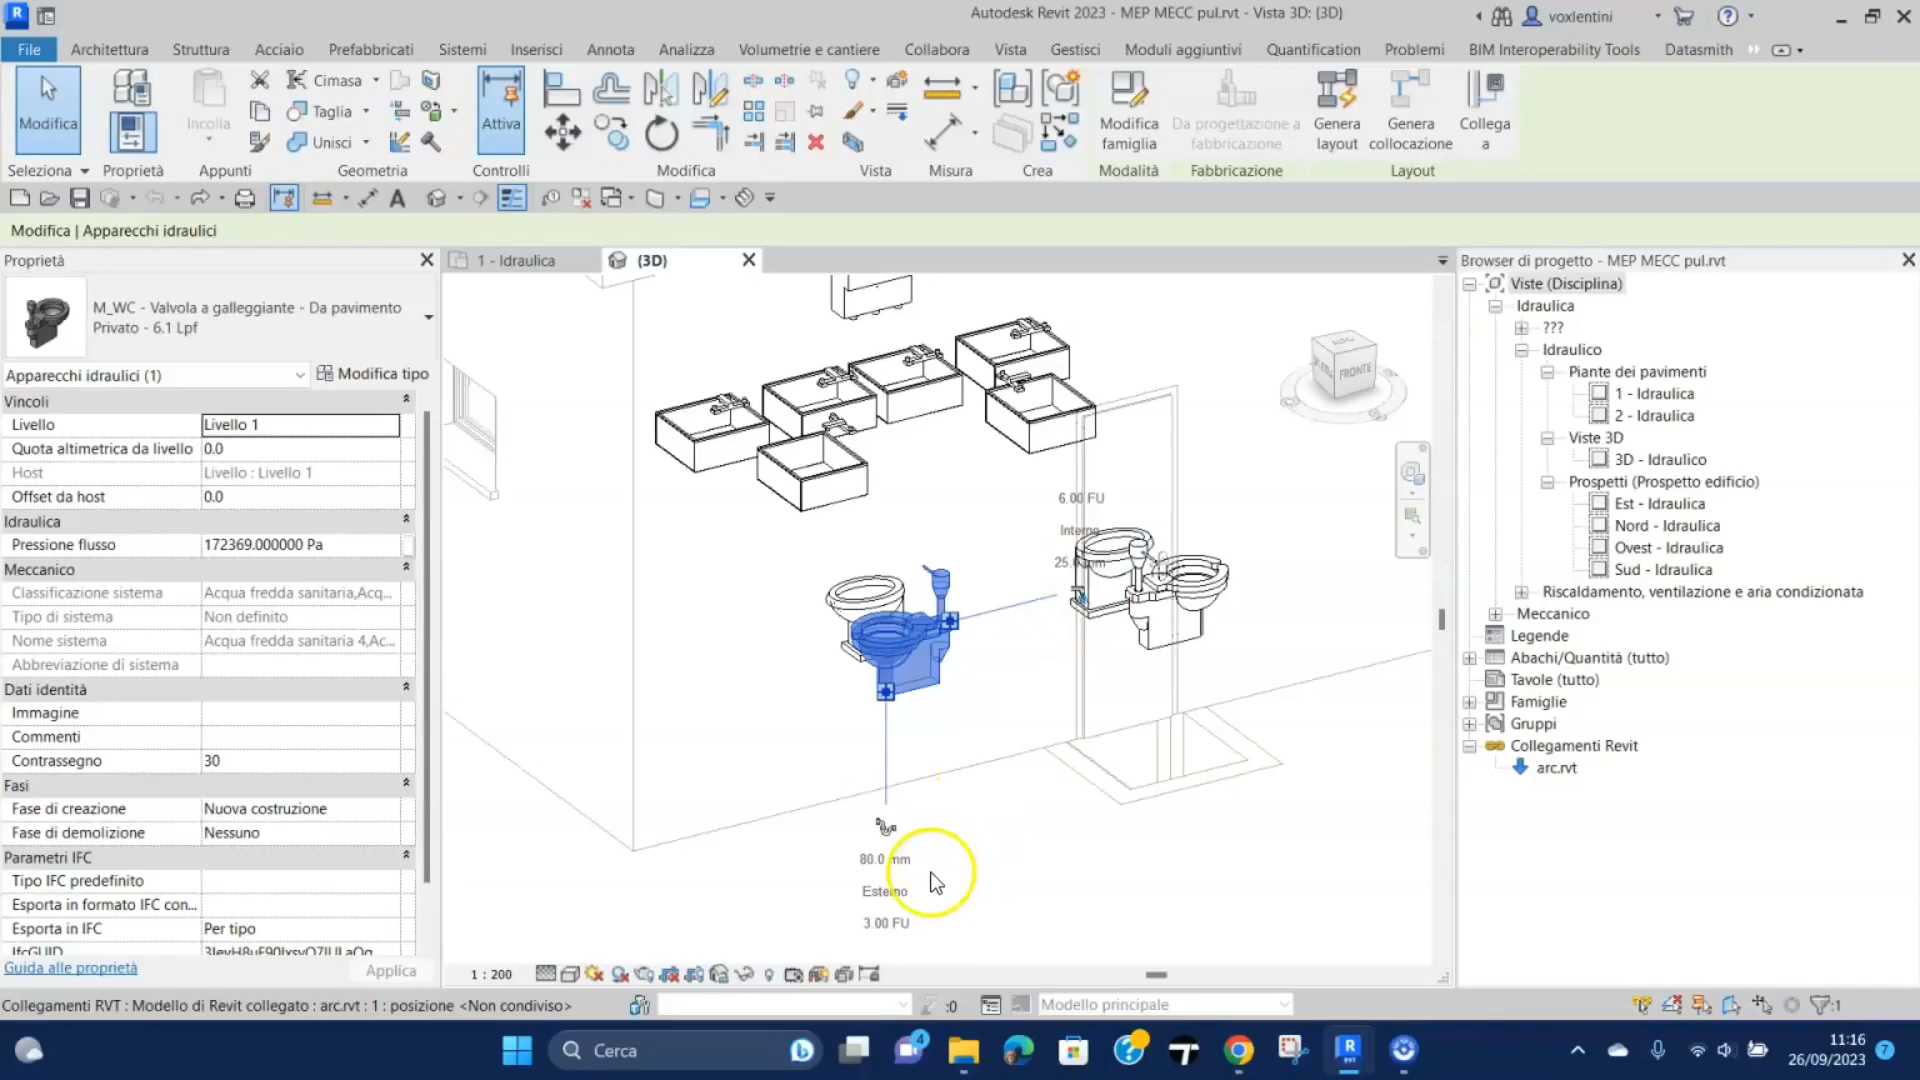 Autodesk Revit 2023 - MEP MECC pul.rvt - Vista 3D: {3D}
voxlentini
File Architettura Struttura Acciaio Prefabbricati Sistemi Inserisci Annota Analizza Volumetrie e cantiere Collabora Vista Gestisci Moduli aggiuntivi Quantification Problemi BIM Interoperability Tools Datasmith
Modifica
Incolla
Cimasa
Taglia
Unisci
Attiva
Modifica famiglia
Da progettazione a fabbricazione
Genera layout
Genera collocazione
Collega a
Seleziona Proprietà Appunti Geometria Controlli Modifica Vista Misura Crea Modalità Fabbricazione Layout
Modifica | Apparecchi idraulici
Proprietà
M_WC - Valvola a galleggiante - Da pavimento
Privato - 6.1 Lpf
Apparecchi idraulici (1)
Modifica tipo
Vincoli
Livello Livello 1
Quota altimetrica da livello 0.0
Host Livello : Livello 1
Offset da host 0.0
Idraulica
Pressione flusso 172369.000000 Pa
Meccanico
Classificazione sistema Acqua fredda sanitaria,Acq...
Tipo di sistema Non definito
Nome sistema Acqua fredda sanitaria 4,Ac...
Abbreviazione di sistema
Dati identità
Immagine
Commenti
Contrassegno 30
Fasi
Fase di creazione Nuova costruzione
Fase di demolizione Nessuno
Parametri IFC
Tipo IFC predefinito
Esporta in formato IFC con...
Esporta in IFC Per tipo
IfcGUID
Guida alle proprietà
Applica
1 - Idraulica
{3D}
6.00 FU
Interno
25.0 mm
80.0 mm
Esterno
3.00 FU
FRONTE
1 : 200
Browser di progetto - MEP MECC pul.rvt
Viste (Disciplina)
Idraulica
???
Idraulico
Piante dei pavimenti
1 - Idraulica
2 - Idraulica
Viste 3D
3D - Idraulico
Prospetti (Prospetto edificio)
Est - Idraulica
Nord - Idraulica
Ovest - Idraulica
Sud - Idraulica
Riscaldamento, ventilazione e aria condizionata
Meccanico
Legende
Abachi/Quantità (tutto)
Tavole (tutto)
Famiglie
Gruppi
Collegamenti Revit
arc.rvt
Collegamenti RVT : Modello di Revit collegato : arc.rvt : 1 : posizione <Non condiviso>
:0
Modello principale
:1
Cerca
4
11:16
26/09/2023
7